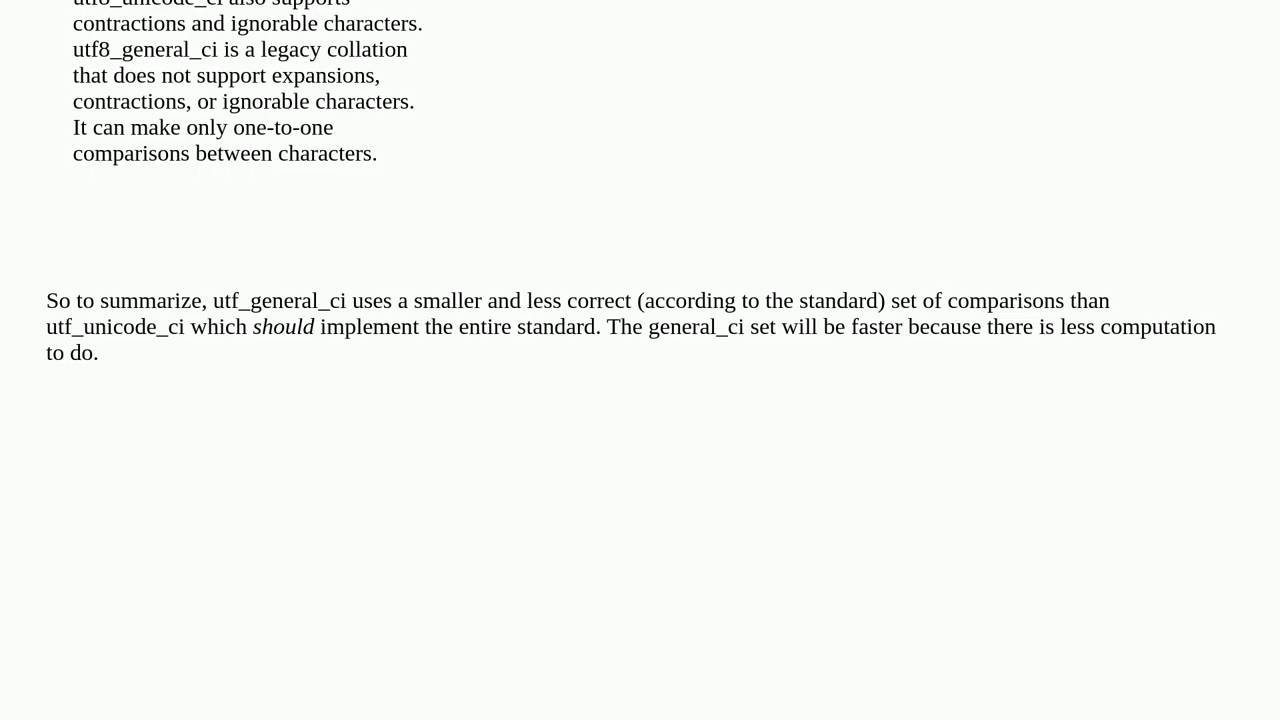 utf8_unicode_ci also supports
contractions and ignorable characters.
utf8_general_ci is a legacy collation
that does not support expansions,
contractions, or ignorable characters.
It can make only one-to-one
comparisons between characters.
So to summarize, utf_general_ci uses a smaller and less correct (according to the standard) set of comparisons than
utf_unicode_ci which should implement the entire standard. The general_ci set will be faster because there is less computation
to do.